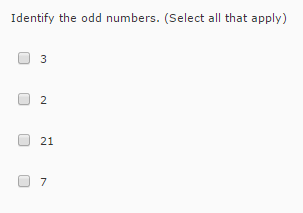 Identify the odd numbers. (Select all that apply)
3
2
21
7